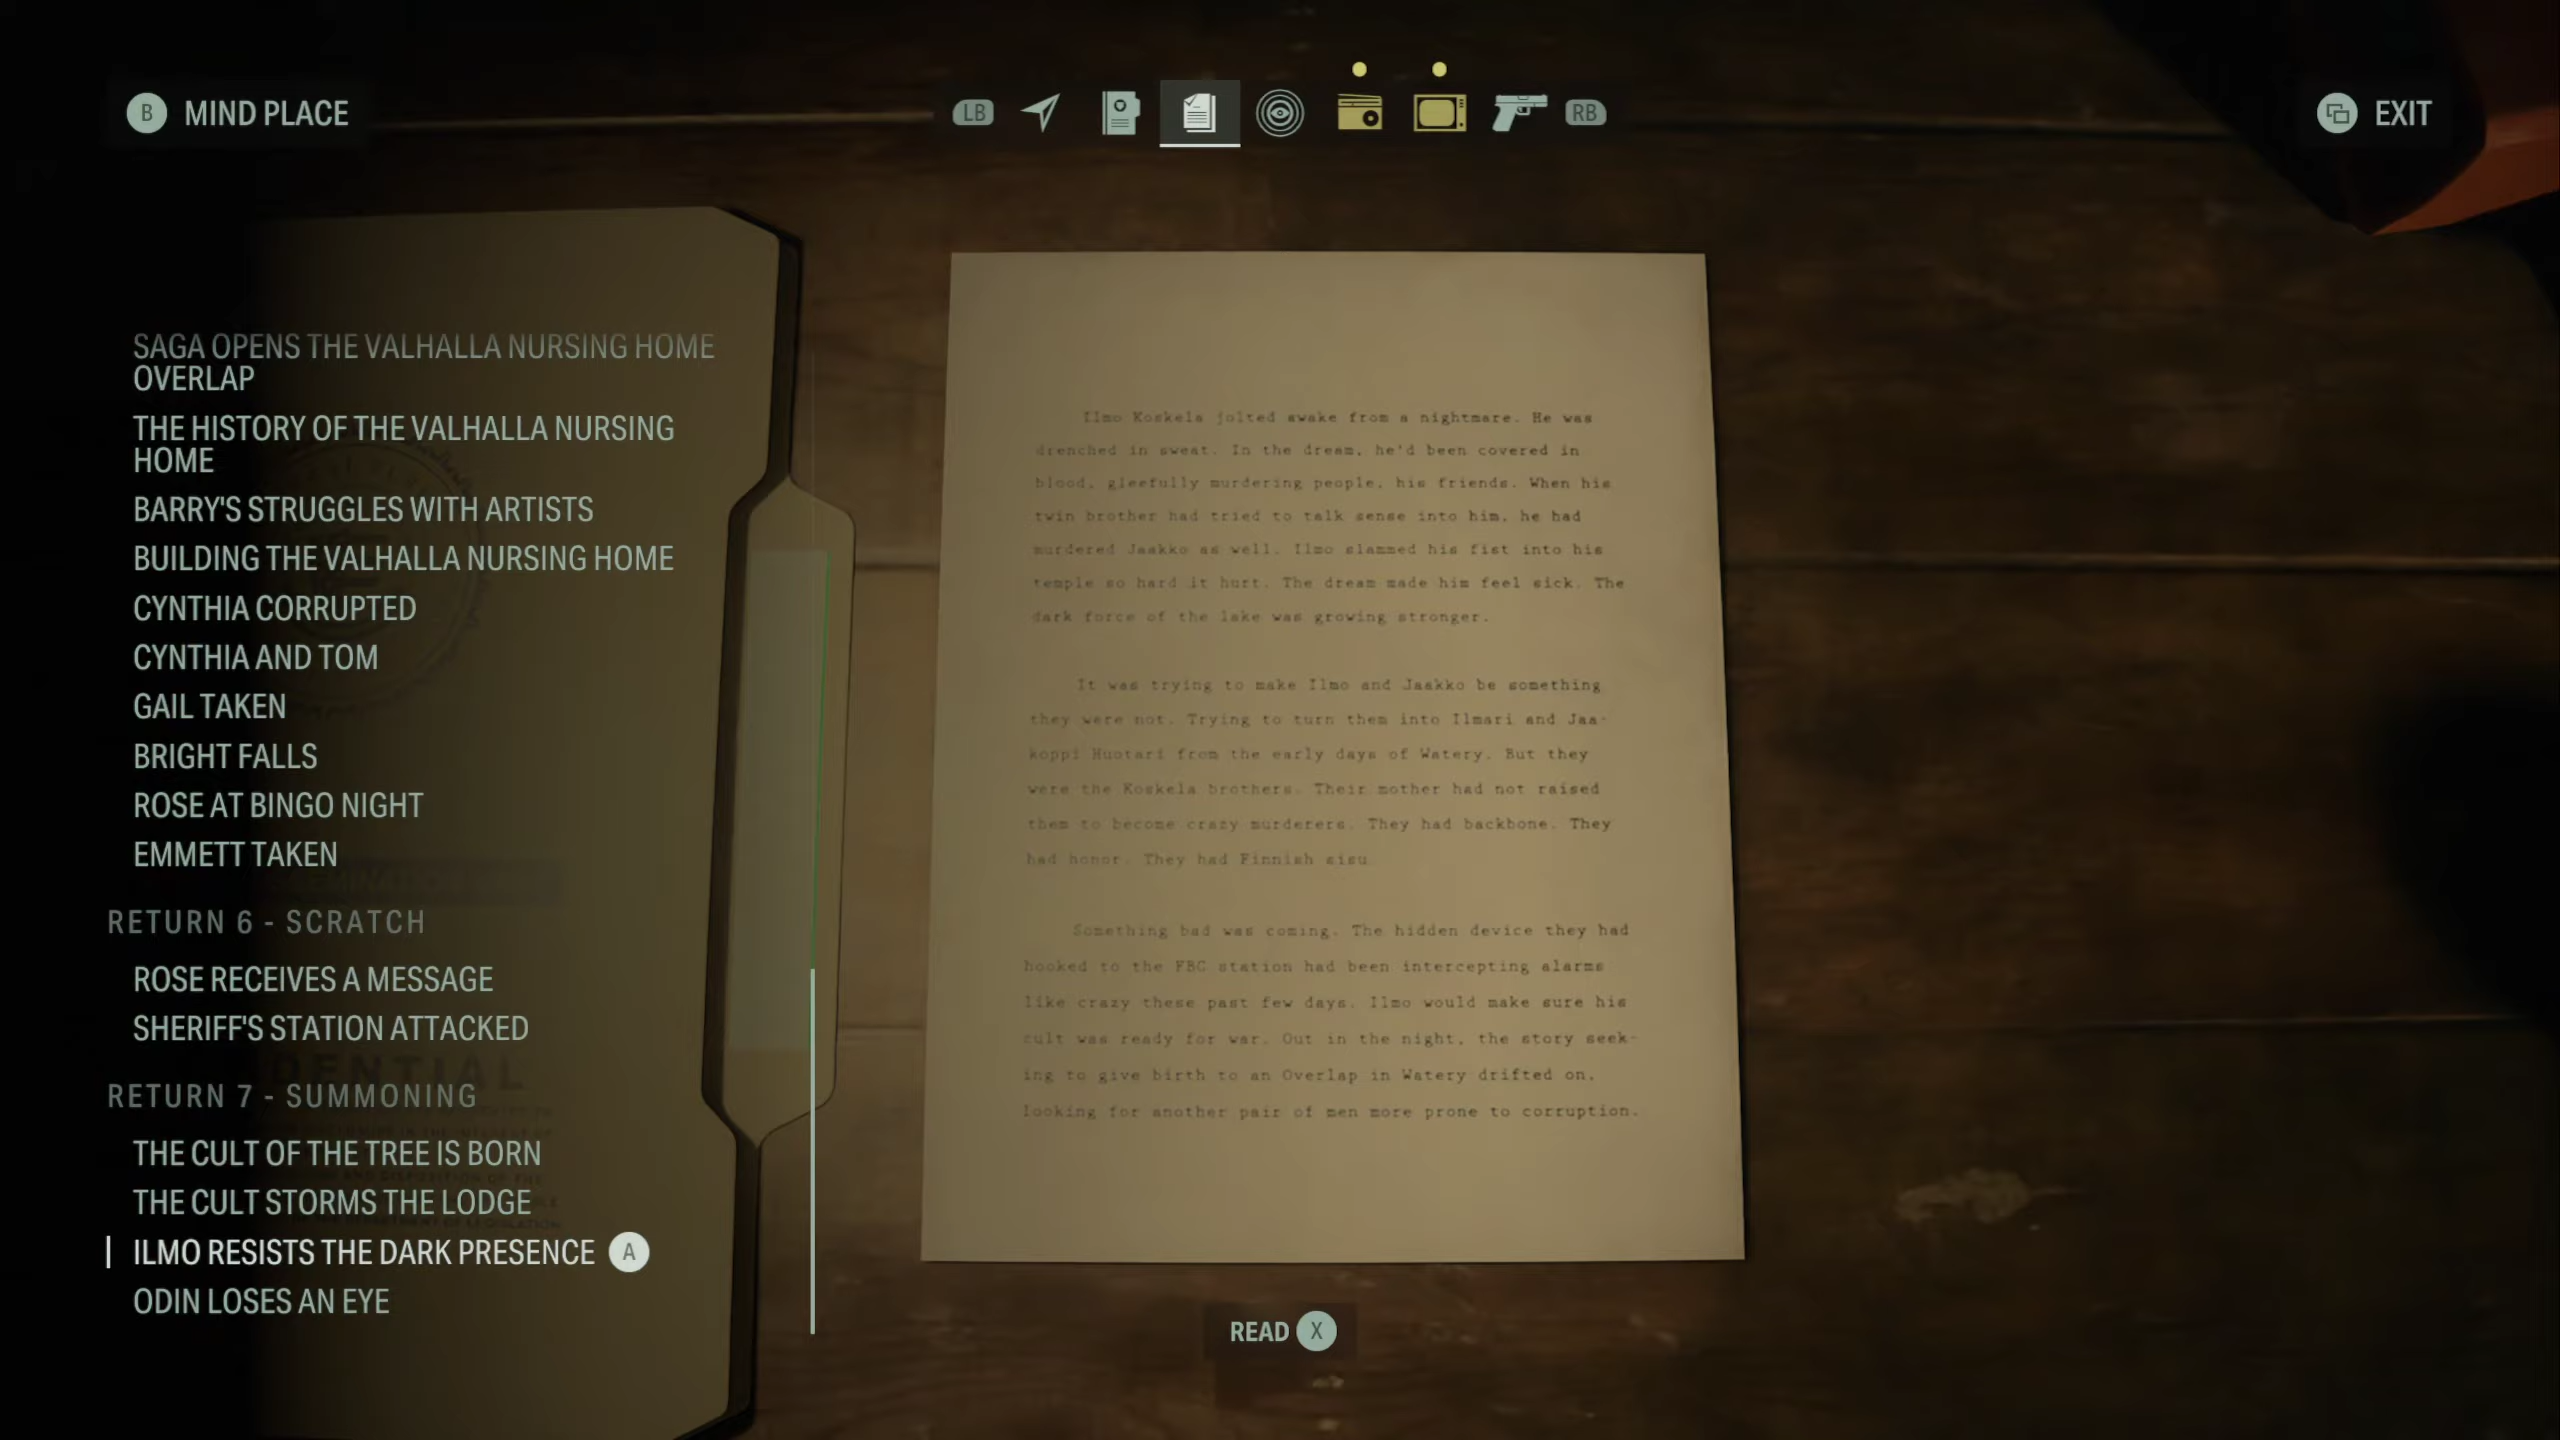 B MIND PLACE
LB
RB
EXIT
SAGA OPENS THE VALHALLA NURSING HOME
OVERLAP
THE HISTORY OF THE VALHALLA NURSING
HOME
BARRY'S STRUGGLES WITH ARTISTS
BUILDING THE VALHALLA NURSING HOME
CYNTHIA CORRUPTED
CYNTHIA AND TOM
GAIL TAKEN
BRIGHT FALLS
ROSE AT BINGO NIGHT
EMMETT TAKEN
RETURN 6 - SCRATCH
ROSE RECEIVES A MESSAGE
SHERIFF'S STATION ATTACKED
RETURN 7 - SUMMONING
THE CULT OF THE TREE IS BORN
THE CULT STORMS THE LODGE
ILMO RESISTS THE DARK PRESENCE A
ODIN LOSES AN EYE
Ilmo Koskela jolted awake from a nightmare. He was
drenched in sweat. In the dream, he'd been covered in
blood, gleefully murdering people, his friends. When his
twin brother had tried to talk sense into him, he had
murdered Jaakko as well. Ilmo slammed his fist into his
temple so hard it hurt. The dream made him feel sick. The
dark force of the lake was growing stronger.
It was trying to make Ilmo and Jaakko be something
they were not. Trying to turn them into Ilmari and Jaa-
koppi Huotari from the early days of Watery. But they
were the Koskela brothers. Their mother had not raised
them to become crazy murderers. They had backbone. They
had honor. They had Finnish sisu.
Something bad was coming. The hidden device they had
hooked to the FBC station had been intercepting alarms
like crazy these past few days. Ilmo would make sure his
cult was ready for war. Out in the night, the story seek-
ing to give birth to an Overlap in Watery drifted on,
looking for another pair of men more prone to corruption.
READ X
DENTIAL